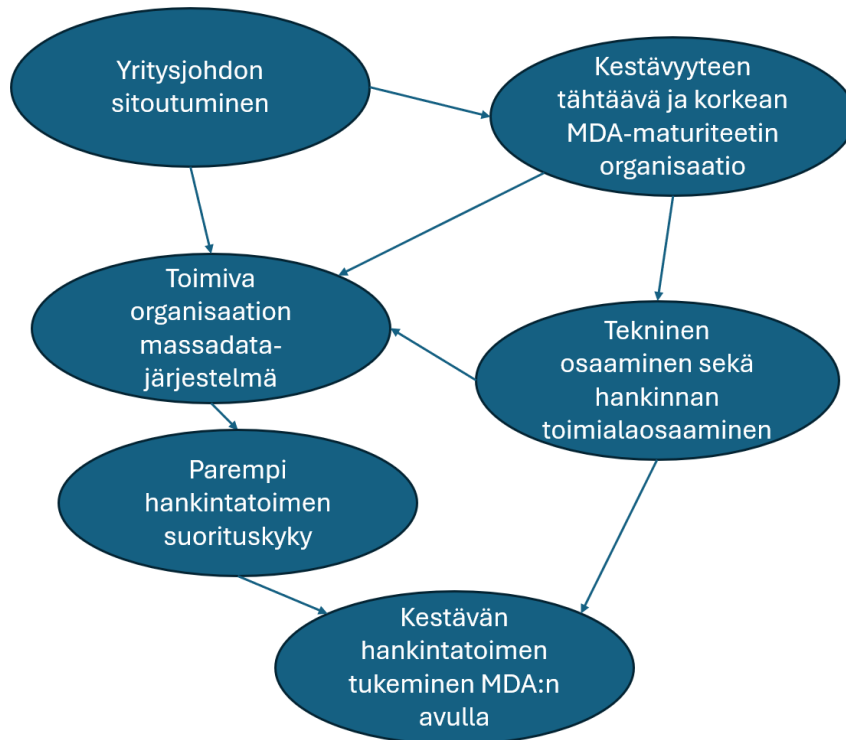 Yritysjohdon
sitoutuminen
Kestävyyteen
tähtäävä ja korkean
MDA-maturiteetin
organisaatio
Toimiva
organisaation
massadata-
järjestelmä
Tekninen
osaaminen sekä
hankinnan
toimialaosaaminen
Parempi
hankintatoimen
suorituskyky
Kestävän
hankintatoimen
tukeminen MDA:n
avulla